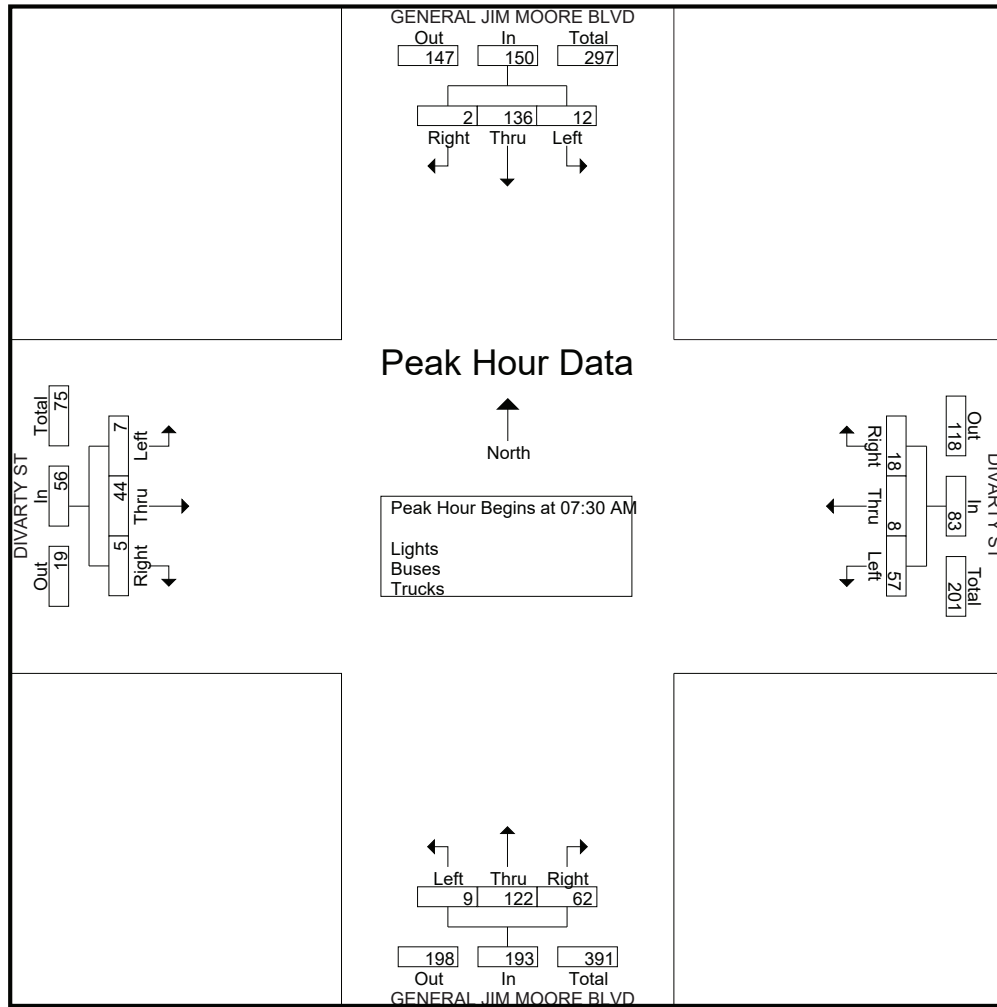 GENERAL JIM MOORE BLVD
Out In Total
147 150 297
2 136 12
Right Thru Left
Peak Hour Data
North
Peak Hour Begins at 07:30 AM
Lights
Buses
Trucks
DIVARTY ST
Total In Out
75 56 19
7 44 5
Left Thru Right
Right Thru Left
18 8 57
118 83 201
Out In Total
DIVARTY ST
Left Thru Right
9 122 62
198 193 391
Out In Total
GENERAL JIM MOORE BLVD